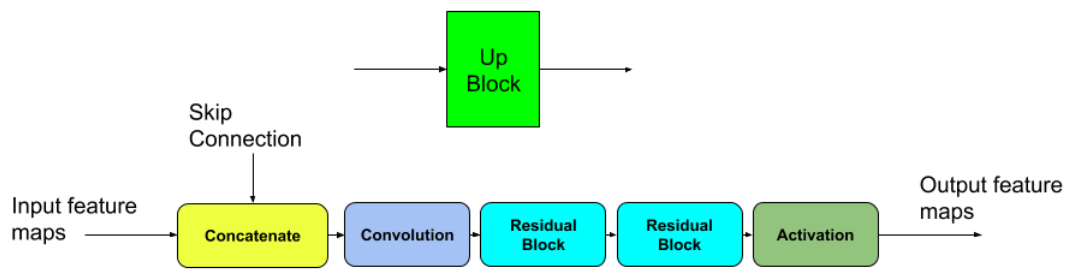 Up
Block
Skip
Connection
Input feature
maps
Concatenate
Convolution
Residual
Block
Residual
Block
Activation
Output feature
maps